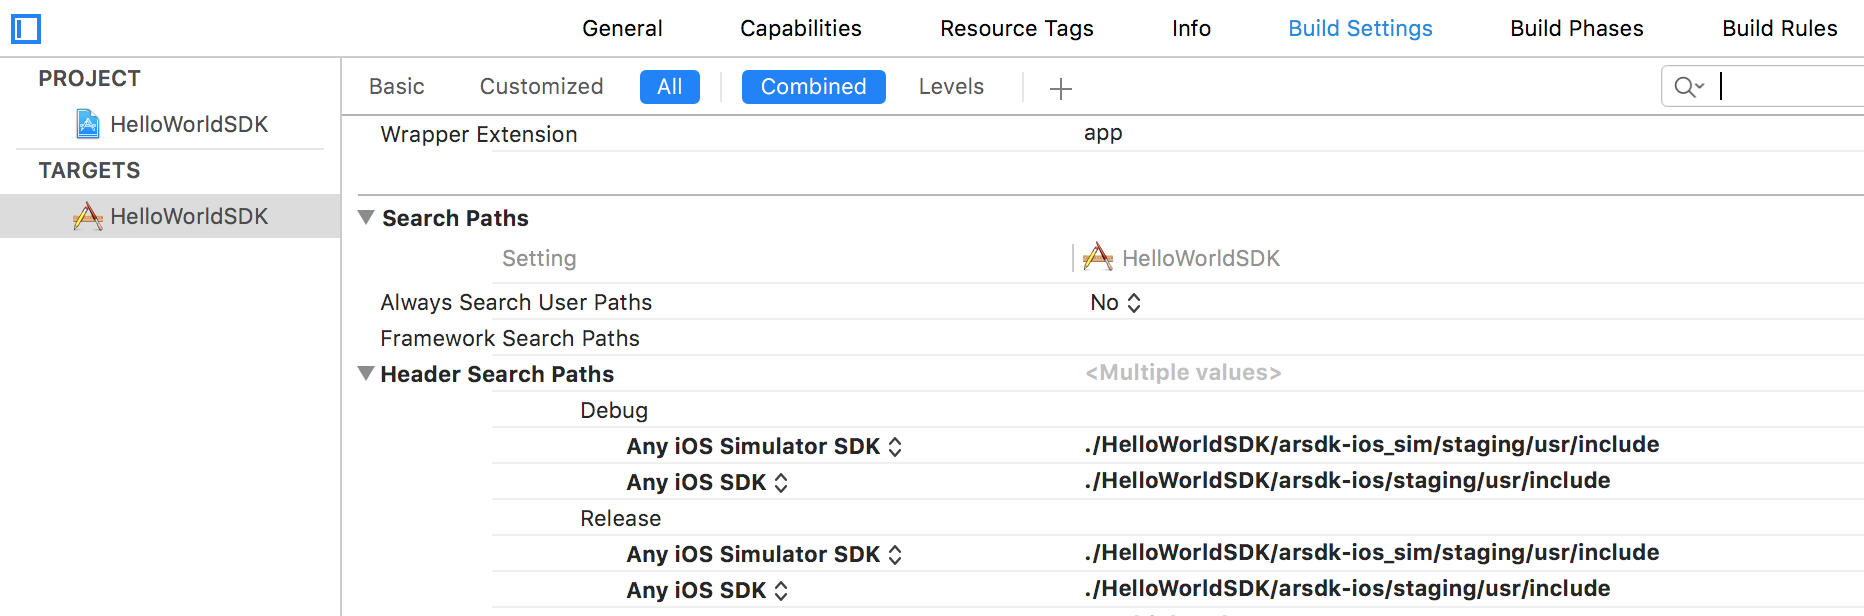 General Capabilities Resource Tags Info Build Settings Build Phases Build Rules
PROJECT
HelloWorldSDK
TARGETS
HelloWorldSDK
Basic Customized All Combined Levels +
Wrapper Extension app
Search Paths
Setting HelloWorldSDK
Always Search User Paths No
Framework Search Paths
Header Search Paths <Multiple values>
Debug
Any iOS Simulator SDK ./HelloWorldSDK/arsdk-ios_sim/staging/usr/include
Any iOS SDK ./HelloWorldSDK/arsdk-ios/staging/usr/include
Release
Any iOS Simulator SDK ./HelloWorldSDK/arsdk-ios_sim/staging/usr/include
Any iOS SDK ./HelloWorldSDK/arsdk-ios/staging/usr/include